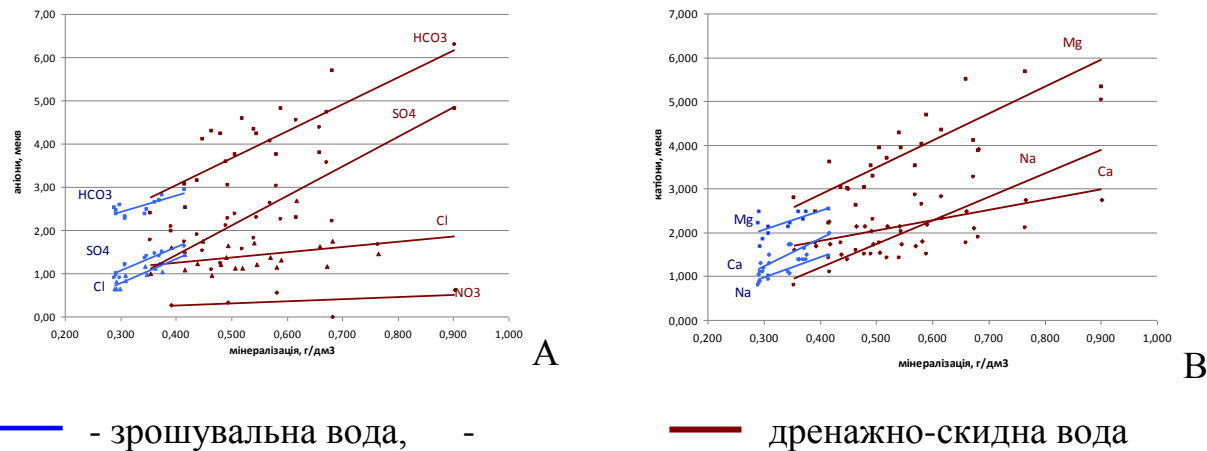 7,00
6,00
5,00
4,00
3,00
2,00
1,00
0,00
0,200 0,300 0,400 0,500 0,600 0,700 0,800 0,900 1,000
аніони, мекв
мінералізація, г/дм3
HCO3
SO4
Cl
NO3
HCO3
SO4
Cl
А
7,000
6,000
5,000
4,000
3,000
2,000
1,000
0,000
0,200 0,300 0,400 0,500 0,600 0,700 0,800 0,900 1,000
катіони, мекв
мінералізація, г/дм3
Mg
Na
Ca
Mg
Ca
Na
В
- зрошувальна вода, - дренажно-скидна вода